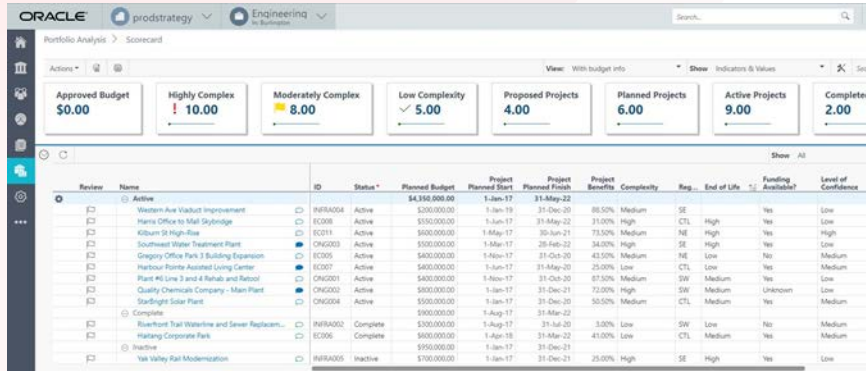 ORACLE prodstrategy Engineering Search...
In: Burlington
Portfolio Analysis > Scorecard
Actions View: With budget info Show Indicators & Values
Approved Budget Highly Complex Moderately Complex Low Complexity Proposed Projects Planned Projects Active Projects Complete
$0.00 10.00 8.00 5.00 4.00 6.00 9.00 2.00
Show All
Project Project Project Funding Level of
Review Name ID Status * Planned Budget Planned Start Planned Finish Benefits Complexity Reg... End of Life Available? Confidence
Active $4,350,000.00 1-Jan-17 31-May-22
Western Ave Viaduct Improvement INFRA004 Active $200,000.00 1-Jan-19 31-Dec-20 88.50% Medium SE Yes Low
Harris Office to Mall Skybridge EC008 Active $550,000.00 1-Jun-17 31-May-22 31.00% High CTL High Yes Low
Kilburn St High-Rise EC011 Active $600,000.00 1-May-17 30-Jun-21 73.50% Medium NE High Yes High
Southwest Water Treatment Plant ONG003 Active $500,000.00 1-Mar-17 28-Feb-22 34.00% High SE High Yes Low
Gregory Office Park 3 Building Expansion EC005 Active $400,000.00 1-Nov-17 31-Oct-20 43.50% Medium NE Low No Medium
Harbour Pointe Assisted Living Center EC007 Active $400,000.00 1-Jun-17 31-May-20 25.00% Low CTL Low Yes Medium
Plant #6 Line 3 and 4 Rehab and Retool ONG001 Active $400,000.00 1-Nov-17 31-Oct-20 87.50% Medium SW Medium Yes Medium
Quality Chemicals Company - Main Plant ONG002 Active $800,000.00 1-Jan-17 31-Dec-21 72.00% High SW Medium Unknown Low
StarBright Solar Plant ONG004 Active $500,000.00 1-Jan-17 31-Dec-20 50.50% Medium CTL Medium Yes Medium
Complete $900,000.00 1-Aug-17 31-Mar-22
Riverfront Trail Waterline and Sewer Replacem... INFRA002 Complete $300,000.00 1-Aug-17 31-Jul-20 3.00% Low SW Low No Medium
Haitang Corporate Park EC006 Complete $600,000.00 1-Apr-18 31-Mar-22 41.00% Low CTL Medium Yes Medium
Inactive $950,000.00 1-Jan-17 31-Dec-21
Yak Valley Rail Modernization INFRA005 Inactive $700,000.00 1-Jan-17 31-Dec-21 25.00% High SE High Yes Low